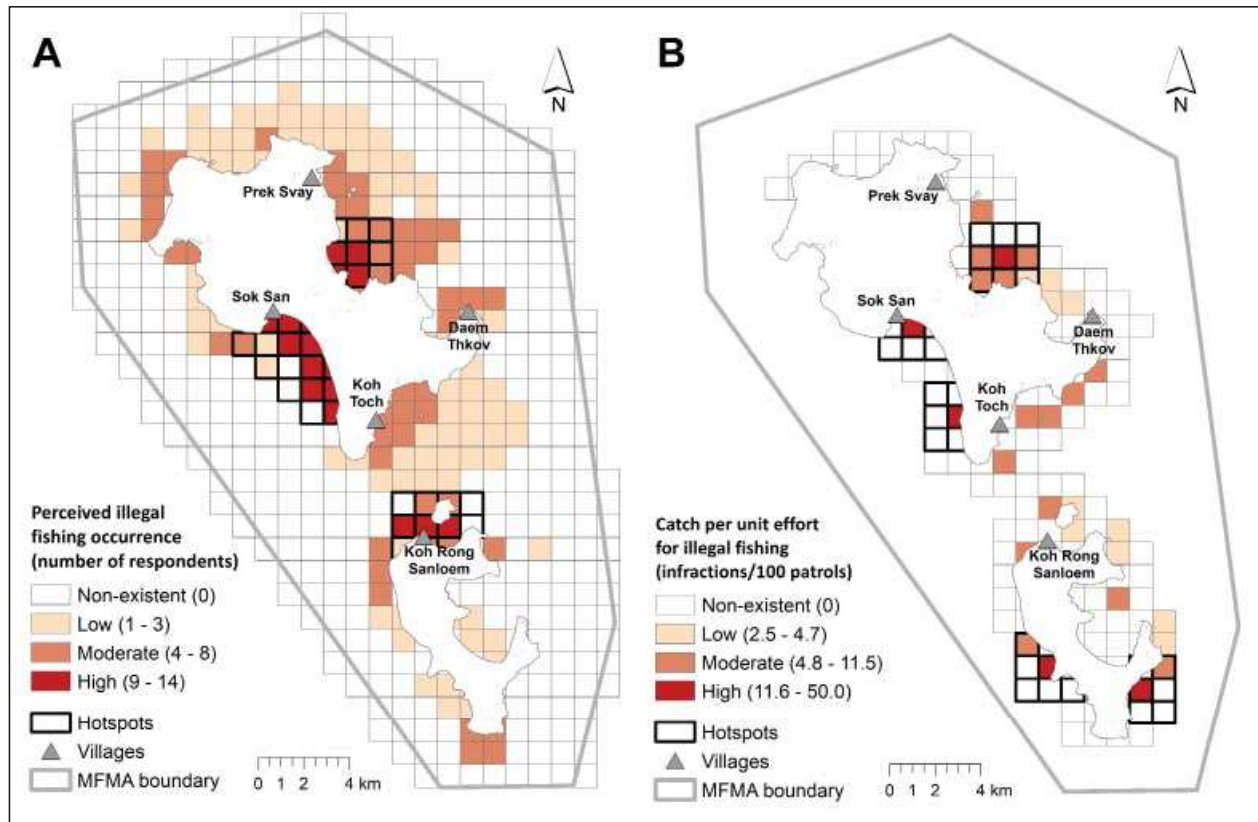 A
N
Prek Svay
Sok San
Daem
Thkov
Koh
Toch
Koh Rong
Sanloem
Perceived illegal
fishing occurrence
(number of respondents)
Non-existent (0)
Low (1 - 3)
Moderate (4 - 8)
High (9 - 14)
Hotspots
Villages
MFMA boundary
0 2 4 km
B
N
Prek Svay
Sok San
Daem
Thkov
Koh
Toch
Koh Rong
Sanloem
Catch per unit effort
for illegal fishing
(infractions/100 patrols)
Non-existent (0)
Low (2.5 - 4.7)
Moderate (4.8 - 11.5)
High (11.6 - 50.0)
Hotspots
Villages
MFMA boundary
0 2 4 km